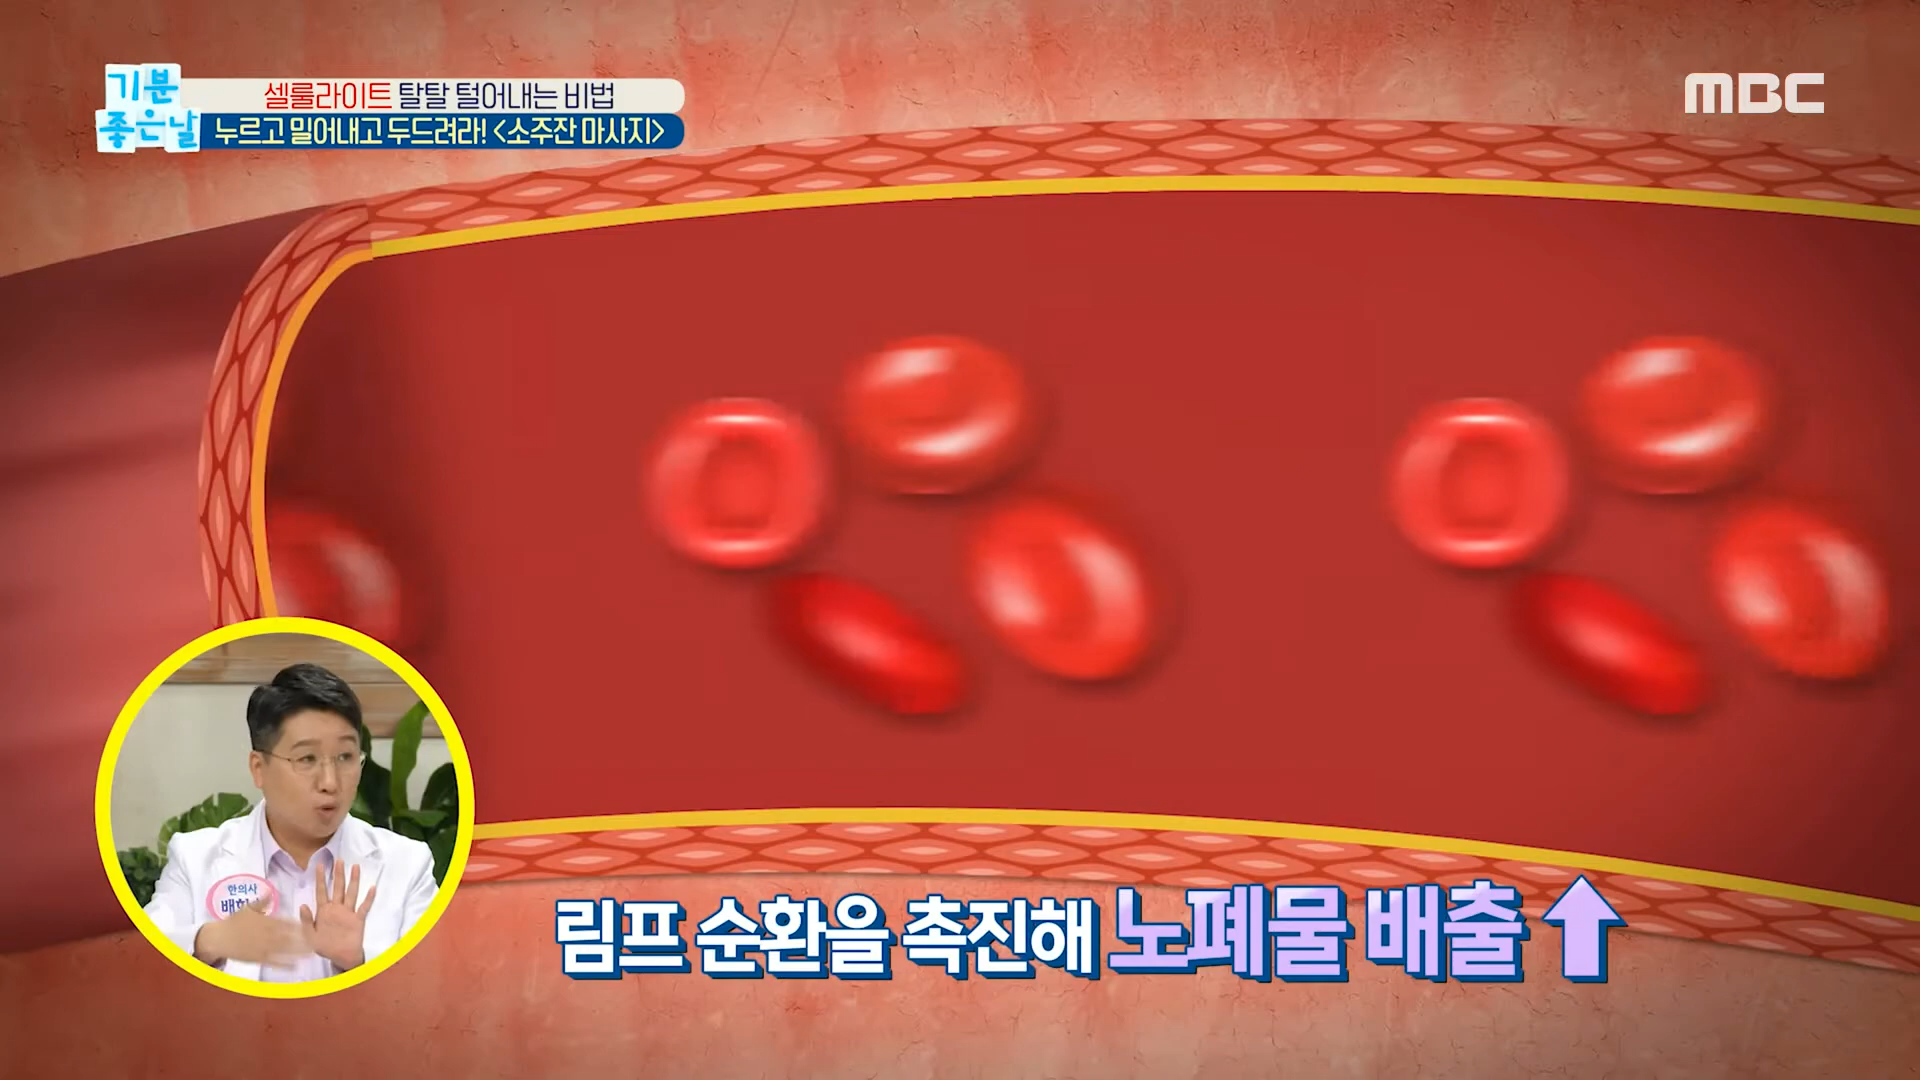 기분
좋은날
셀룰라이트 탈탈 털어내는 비법
누르고 밀어내고 두드려라! <소주잔 마사지>
MBC
한의사
림프 순환을 촉진해 노폐물 배출↑